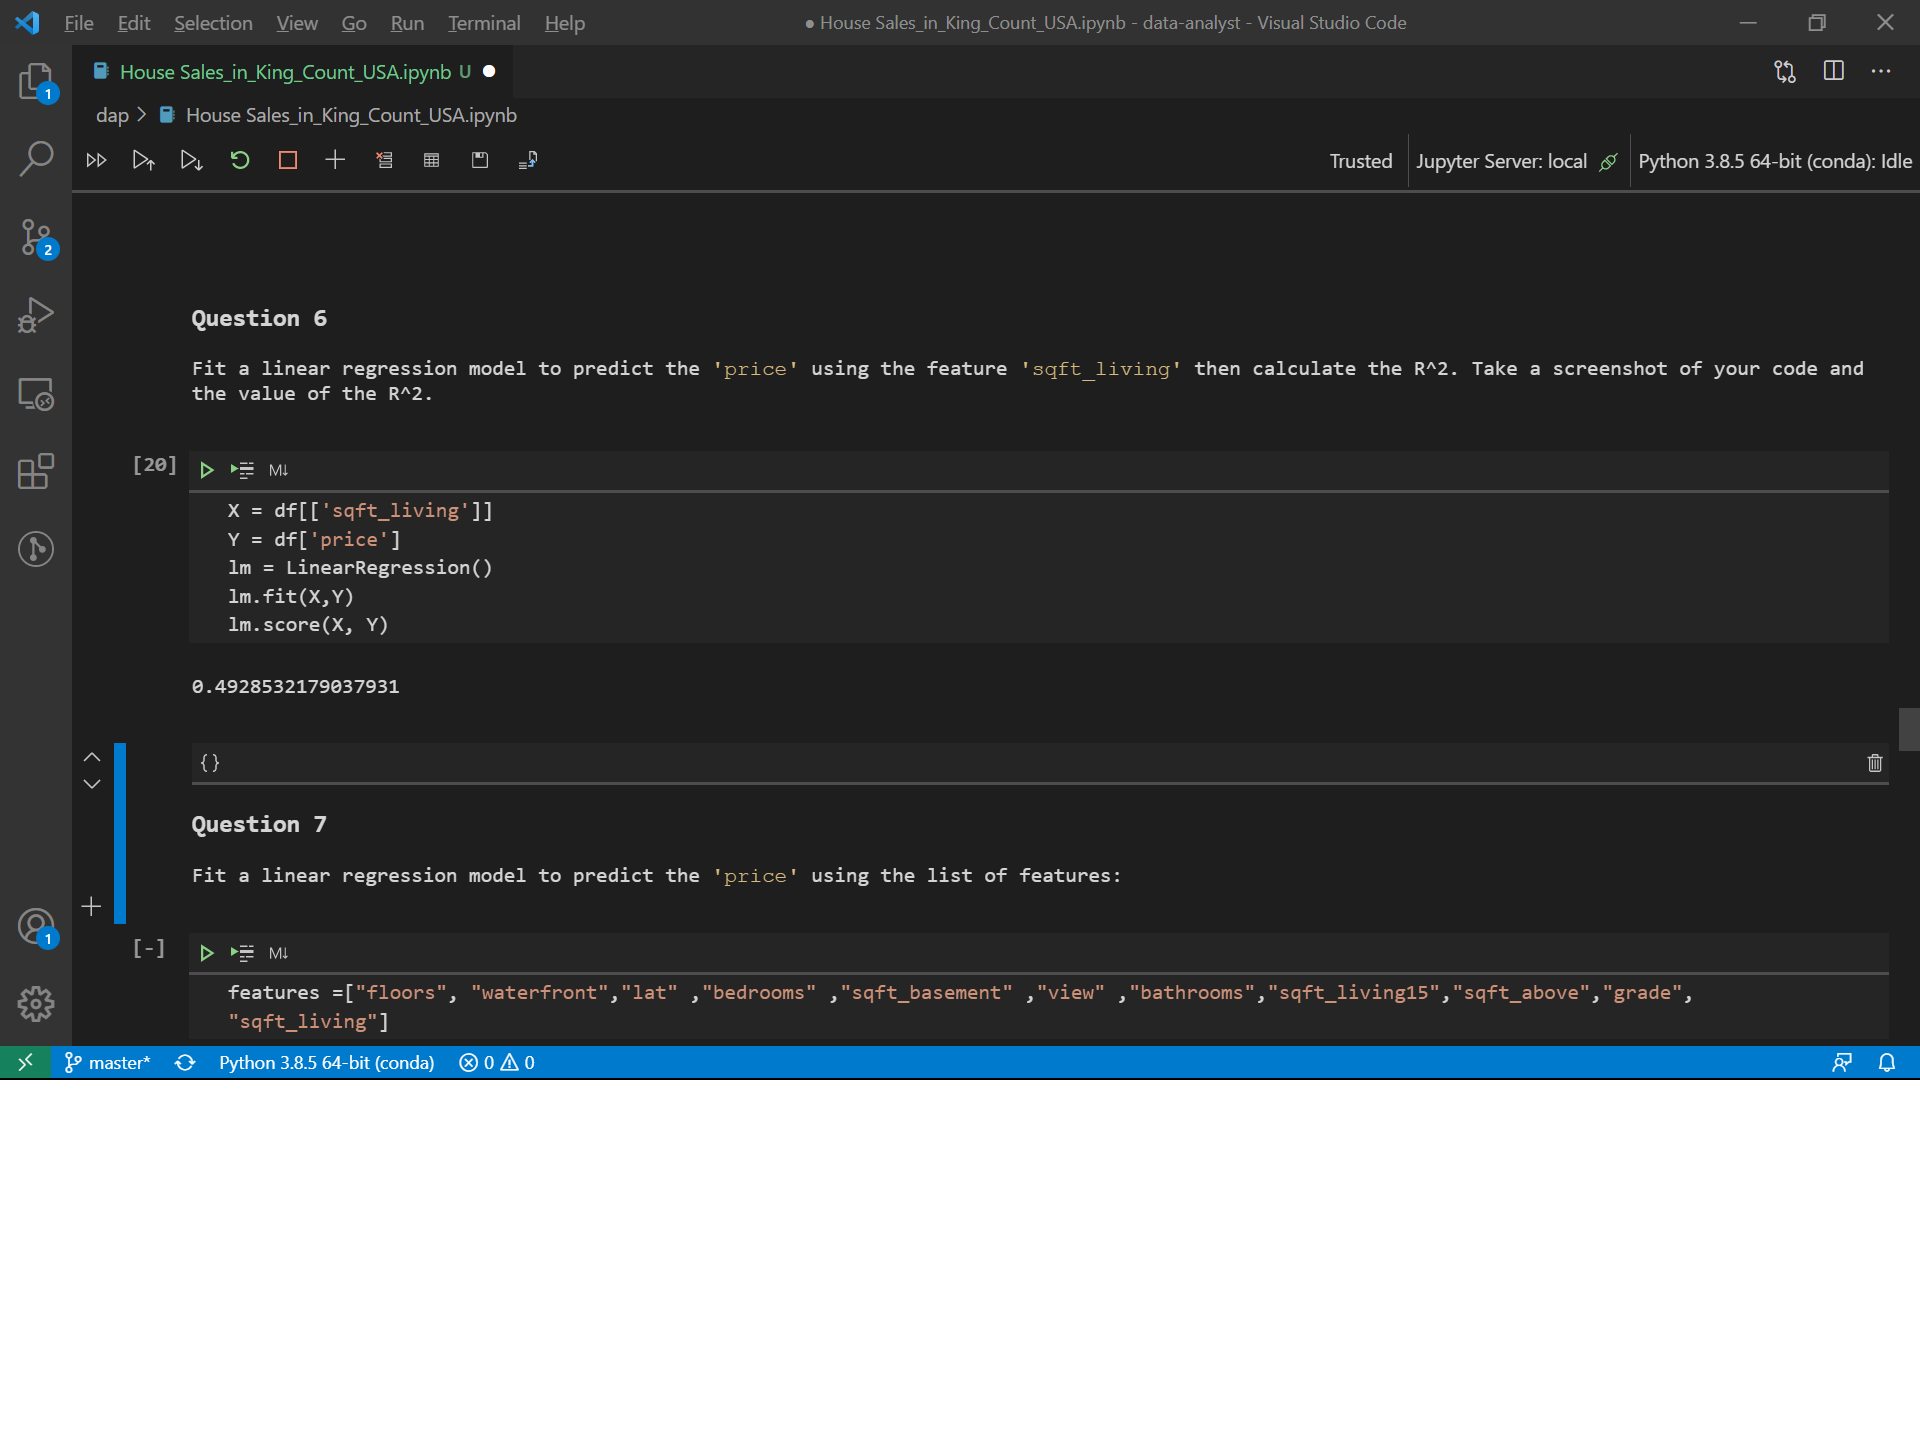 File Edit Selection View Go Run Terminal Help ● House Sales_in_King_Count_USA.ipynb - data-analyst - Visual Studio Code
House Sales_in_King_Count_USA.ipynb U
1
dap > House Sales_in_King_Count_USA.ipynb
Trusted Jupyter Server: local Python 3.8.5 64-bit (conda): Idle
2
Question 6
Fit a linear regression model to predict the 'price' using the feature 'sqft_living' then calculate the R^2. Take a screenshot of your code and
the value of the R^2.
[20] M↓
X = df[['sqft_living']]
Y = df['price']
lm = LinearRegression()
lm.fit(X,Y)
lm.score(X, Y)
0.4928532179037931
{}
Question 7
Fit a linear regression model to predict the 'price' using the list of features:
1
[-] M↓
features =["floors", "waterfront","lat" ,"bedrooms" ,"sqft_basement" ,"view" ,"bathrooms","sqft_living15","sqft_above","grade",
"sqft_living"]
master* Python 3.8.5 64-bit (conda) 0 0